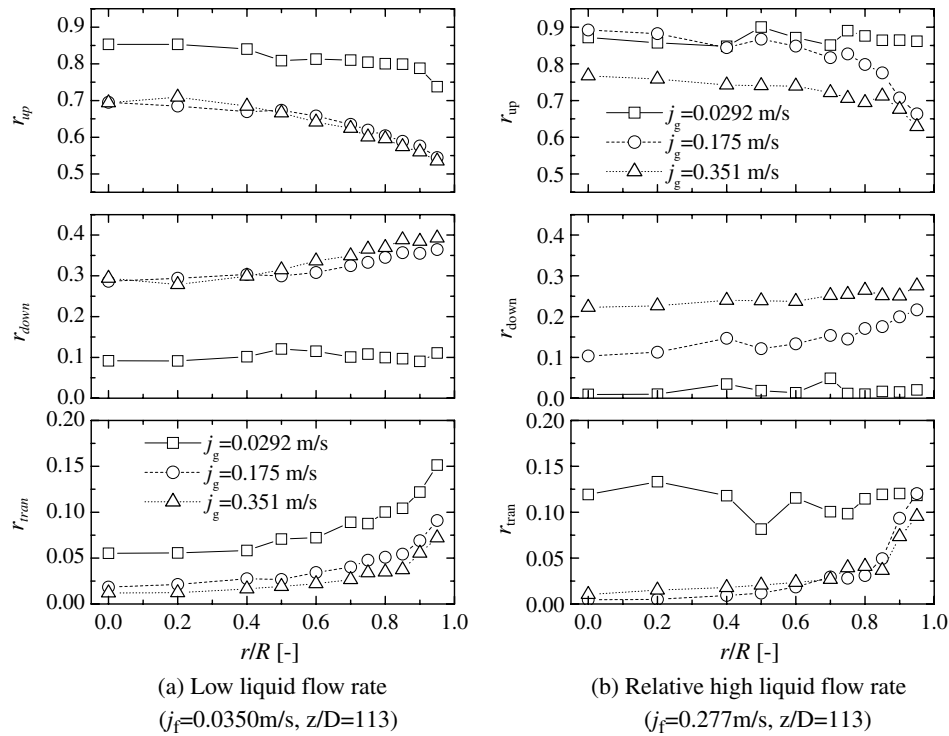 0.9
0.8
0.7
0.6
0.5
r_up
0.4
0.3
0.2
0.1
0.0
r_down
0.20
0.15
0.10
0.05
0.00
r_tran
j_g=0.0292 m/s
j_g=0.175 m/s
j_g=0.351 m/s
0.0 0.2 0.4 0.6 0.8 1.0
r/R [-]
(a) Low liquid flow rate
(j_f=0.0350m/s, z/D=113)
0.9
0.8
0.7
0.6
0.5
r_up
j_g=0.0292 m/s
j_g=0.175 m/s
j_g=0.351 m/s
0.4
0.3
0.2
0.1
0.0
r_down
0.20
0.15
0.10
0.05
0.00
r_tran
0.0 0.2 0.4 0.6 0.8 1.0
r/R [-]
(b) Relative high liquid flow rate
(j_f=0.277m/s, z/D=113)